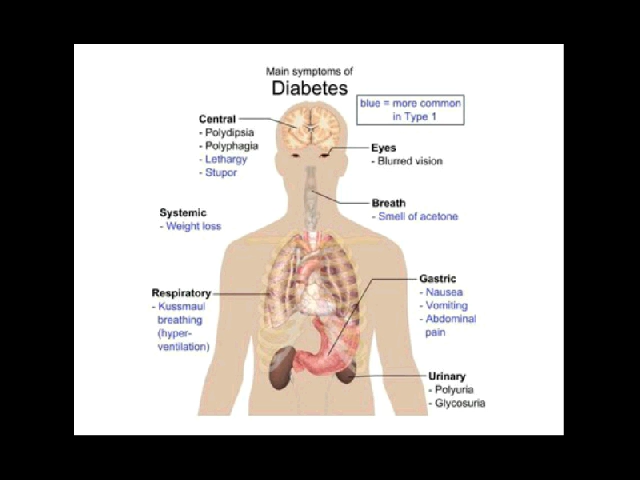 Main symptoms of
Diabetes
blue = more common
in Type 1
Central
- Polydipsia
- Polyphagia
- Lethargy
- Stupor
Eyes
- Blurred vision
Breath
- Smell of acetone
Systemic
- Weight loss
Respiratory
- Kussmaul
breathing
(hyper-
ventilation)
Gastric
- Nausea
- Vomiting
- Abdominal
pain
Urinary
- Polyuria
- Glycosuria